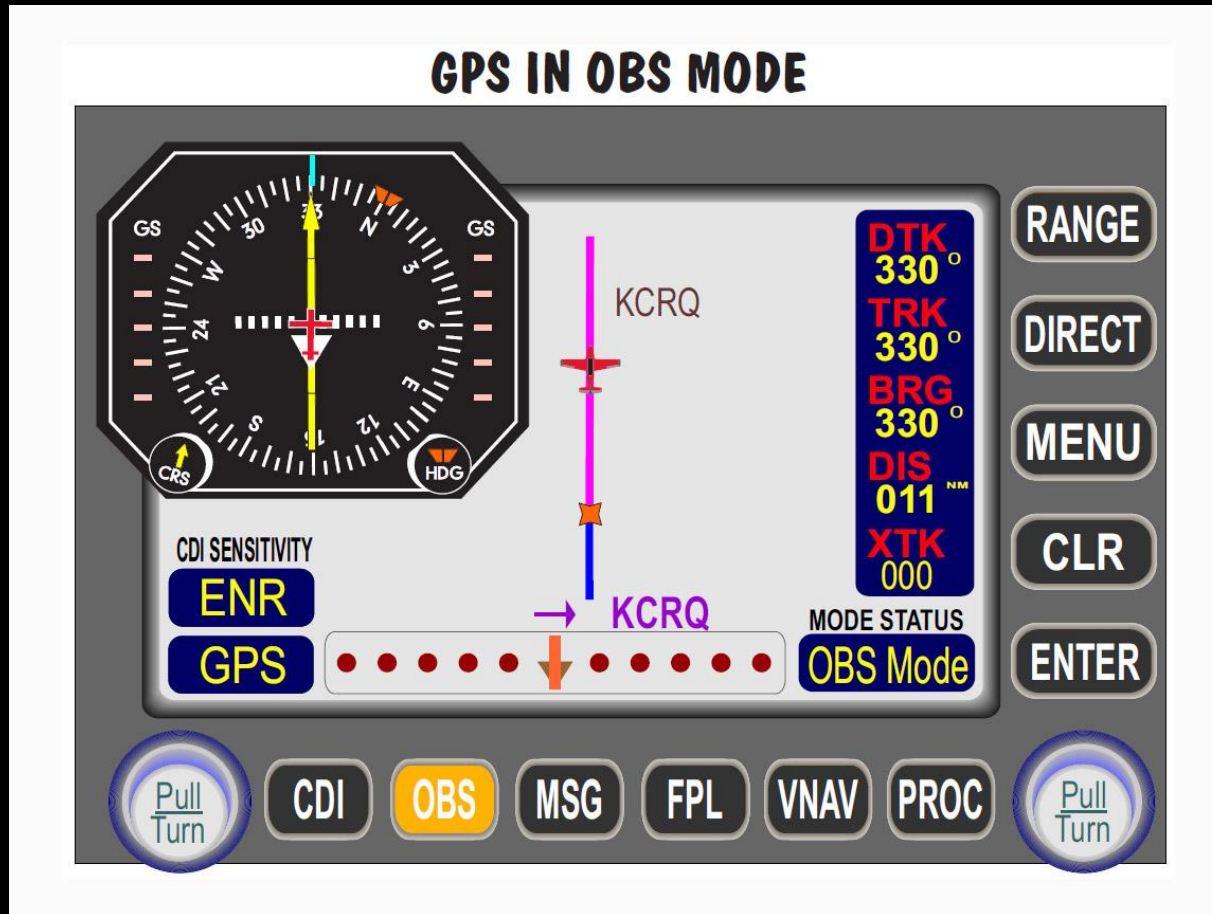 GPS IN OBS MODE
GS
GS
33
N
3
6
E
12
15
S
21
24
W
30
CRS
HDG
KCRQ
DTK
330 °
TRK
330 °
BRG
330 °
DIS
011 NM
XTK
000
RANGE
DIRECT
MENU
CLR
ENTER
CDI SENSITIVITY
ENR
GPS
→ KCRQ
MODE STATUS
OBS Mode
Pull
Turn
CDI
OBS
MSG
FPL
VNAV
PROC
Pull
Turn